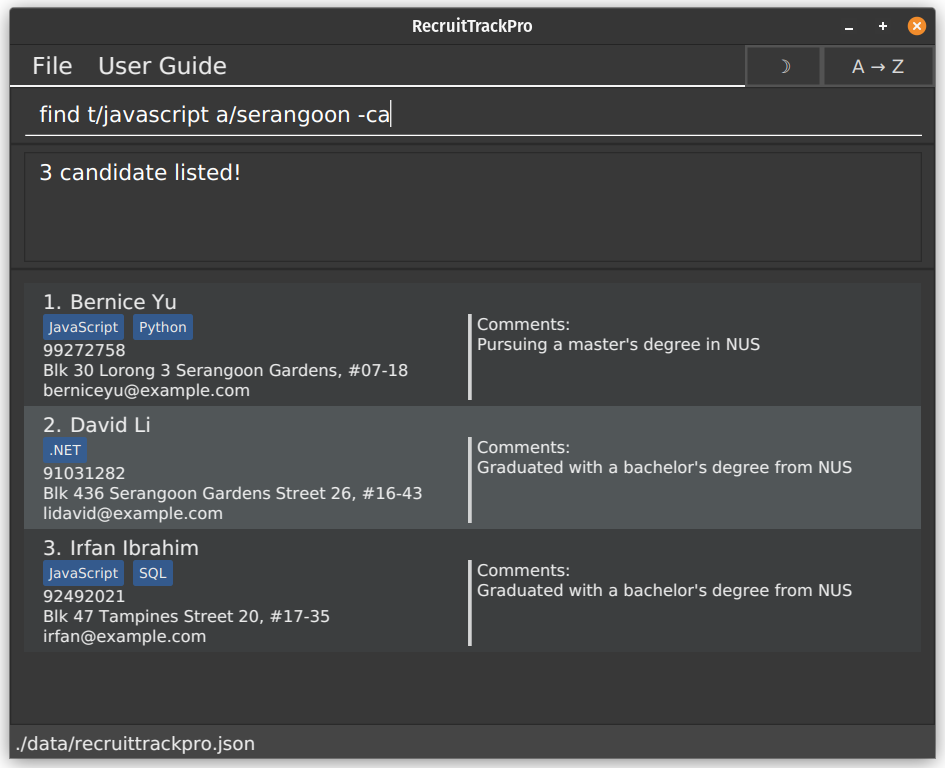 RecruitTrackPro
File User Guide ☽ A → Z
find t/javascript a/serangoon -ca
3 candidate listed!
1. Bernice Yu
JavaScript Python
99272758
Blk 30 Lorong 3 Serangoon Gardens, #07-18
berniceyu@example.com
Comments:
Pursuing a master's degree in NUS
2. David Li
.NET
91031282
Blk 436 Serangoon Gardens Street 26, #16-43
lidavid@example.com
Comments:
Graduated with a bachelor's degree from NUS
3. Irfan Ibrahim
JavaScript SQL
92492021
Blk 47 Tampines Street 20, #17-35
irfan@example.com
Comments:
Graduated with a bachelor's degree from NUS
./data/recruittrackpro.json